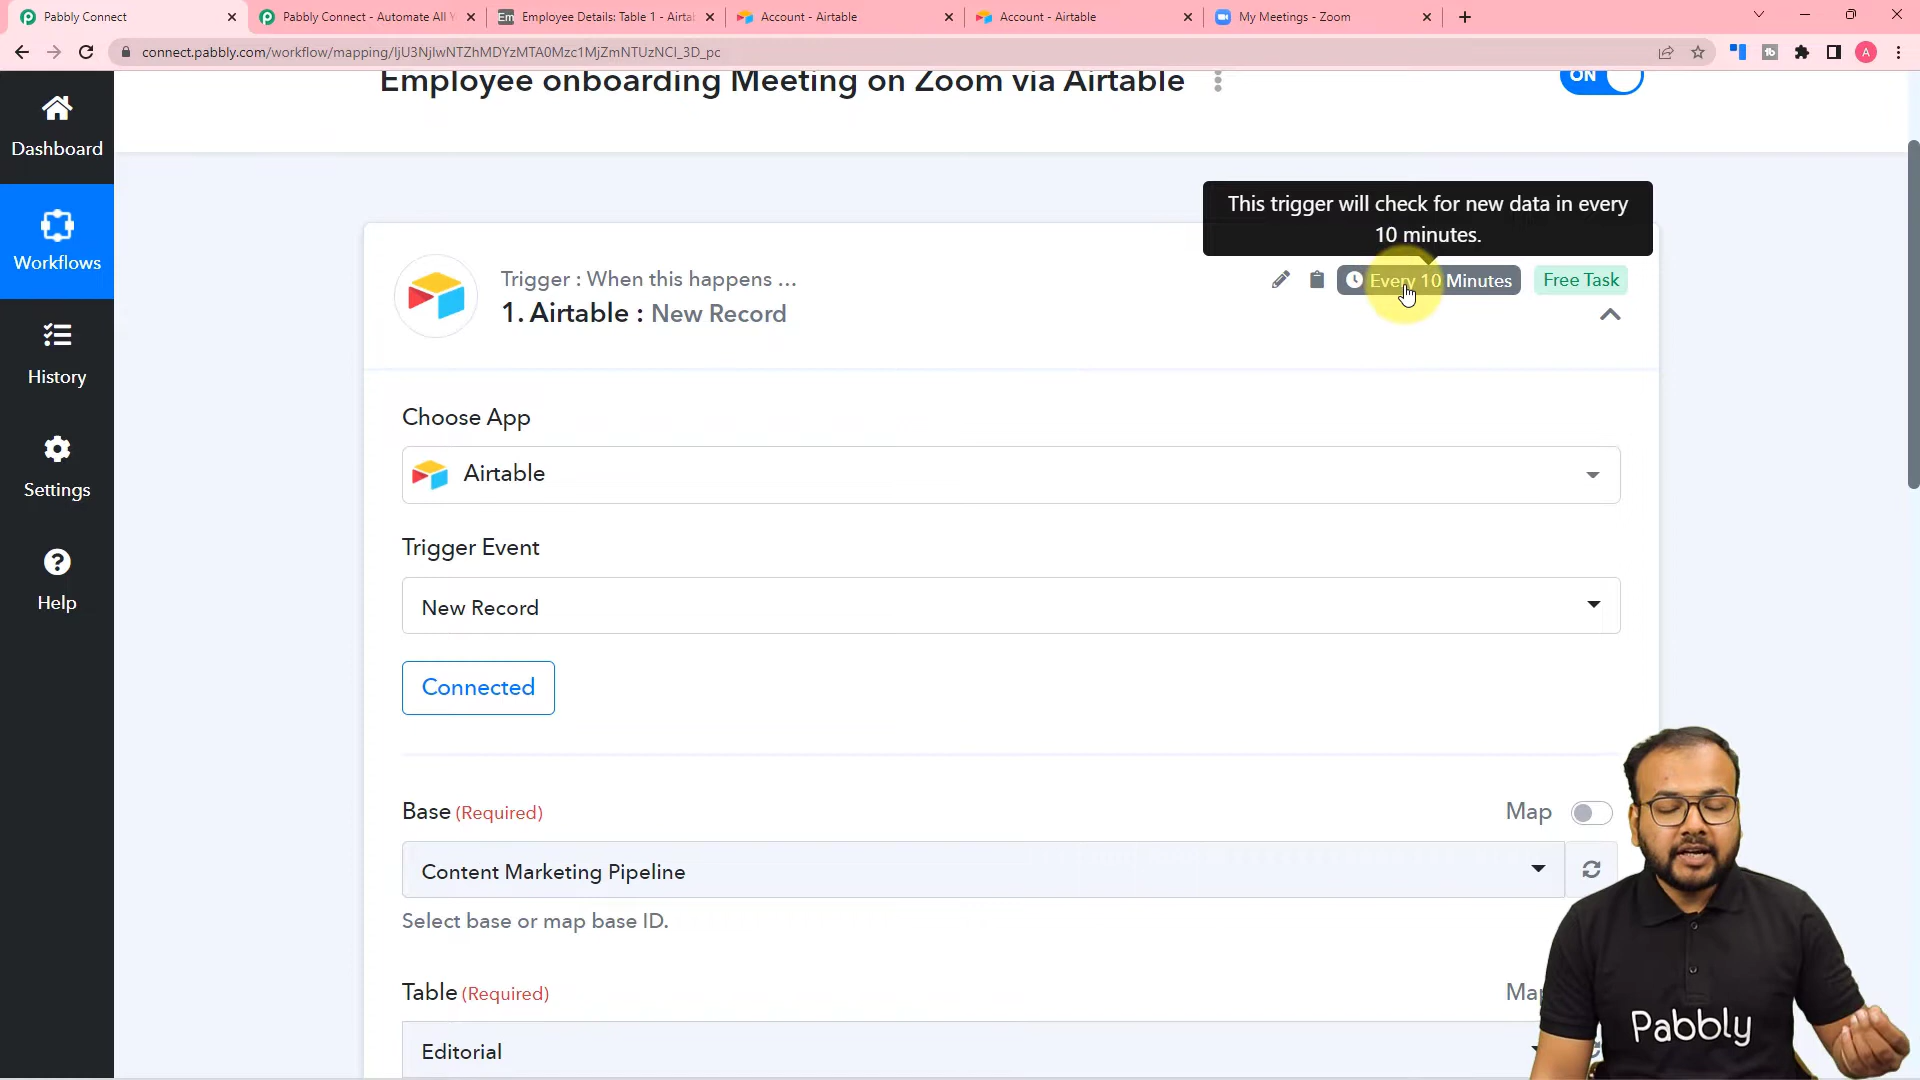 Pabbly Connect
Pabbly Connect - Automate All Y
Employee Details: Table 1 - Airtab
Account - Airtable
Account - Airtable
My Meetings - Zoom
connect.pabbly.com/workflow/mapping/IjU3NjIwNTZhMDYzMTA0Mzc1MjZmNTUzNCI_3D_pc
A
Employee onboarding Meeting on Zoom via Airtable
ON
Dashboard
Workflows
History
Settings
Help
This trigger will check for new data in every
10 minutes.
Trigger : When this happens ...
1. Airtable : New Record
Every 10 Minutes
Free Task
Choose App
Airtable
Trigger Event
New Record
Connected
Base (Required)
Map
Content Marketing Pipeline
Select base or map base ID.
Table (Required)
Map
Editorial
Pabbly